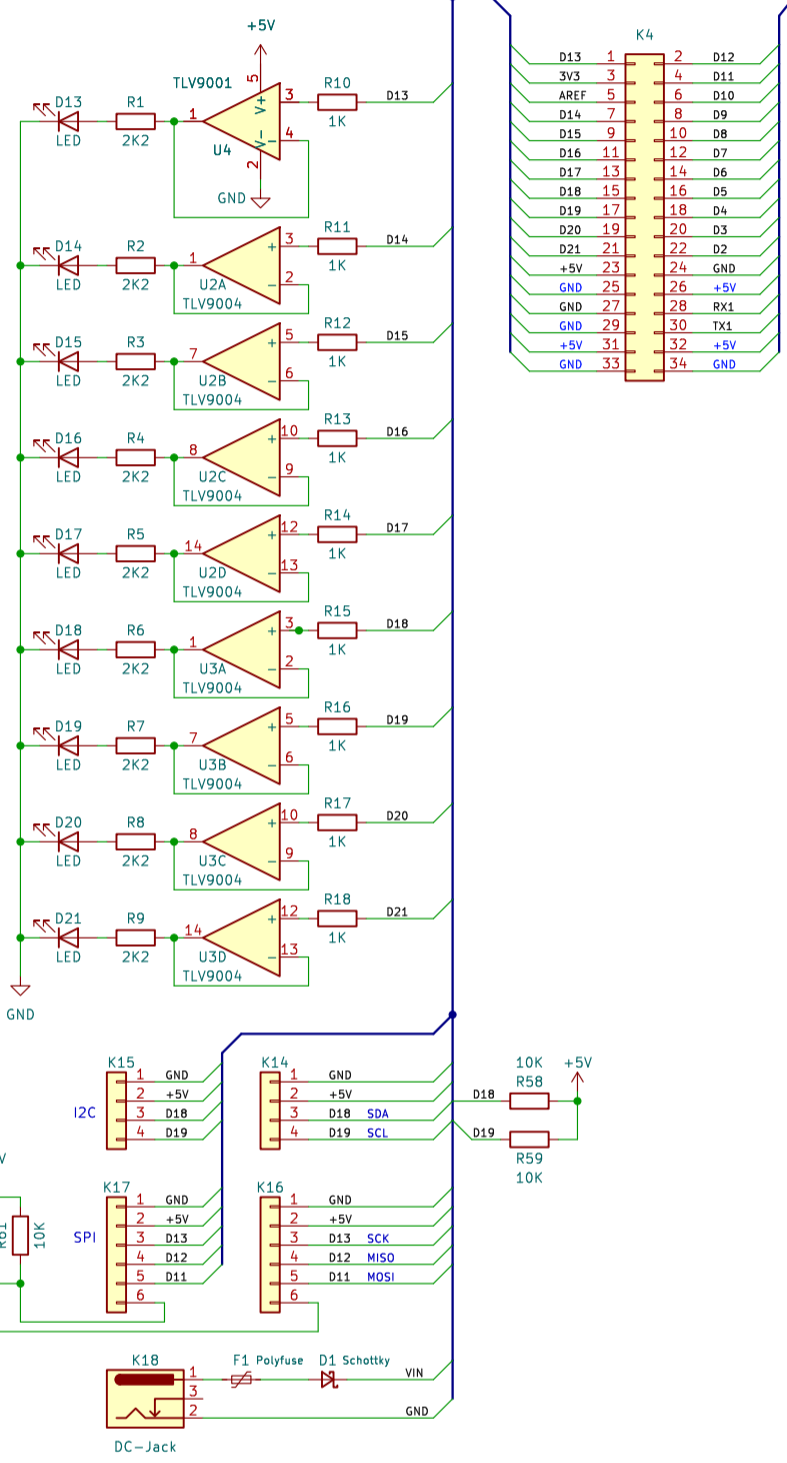 +5V
TLV9001
5
V+
3
R10
1K
D13
D13
LED
R1
2K2
1
4
V-
U4
2
GND
D14
LED
R2
2K2
1
+
3
R11
1K
D14
−
2
U2A
TLV9004
D15
LED
R3
2K2
7
+
5
R12
1K
D15
−
6
U2B
TLV9004
D16
LED
R4
2K2
8
+
10
R13
1K
D16
−
9
U2C
TLV9004
D17
LED
R5
2K2
14
+
12
R14
1K
D17
−
13
U2D
TLV9004
D18
LED
R6
2K2
1
+
3
R15
1K
D18
−
2
U3A
TLV9004
D19
LED
R7
2K2
7
+
5
R16
1K
D19
−
6
U3B
TLV9004
D20
LED
R8
2K2
8
+
10
R17
1K
D20
−
9
U3C
TLV9004
D21
LED
R9
2K2
14
+
12
R18
1K
D21
−
13
U3D
TLV9004
GND
K4
D13 1 2 D12
3V3 3 4 D11
AREF 5 6 D10
D14 7 8 D9
D15 9 10 D8
D16 11 12 D7
D17 13 14 D6
D18 15 16 D5
D19 17 18 D4
D20 19 20 D3
D21 21 22 D2
+5V 23 24 GND
GND 25 26 +5V
GND 27 28 RX1
GND 29 30 TX1
+5V 31 32 +5V
GND 33 34 GND
K15
I2C
1 GND
2 +5V
3 D18
4 D19
K14
1 GND
2 +5V
3 D18 SDA
4 D19 SCL
10K
R58
+5V
D18
D19
R59
10K
V
R61
10K
K17
SPI
1 GND
2 +5V
3 D13
4 D12
5 D11
6
K16
1 GND
2 +5V
3 D13 SCK
4 D12 MISO
5 D11 MOSI
6
K18
1
3
2
DC-Jack
F1 Polyfuse
D1 Schottky
VIN
GND